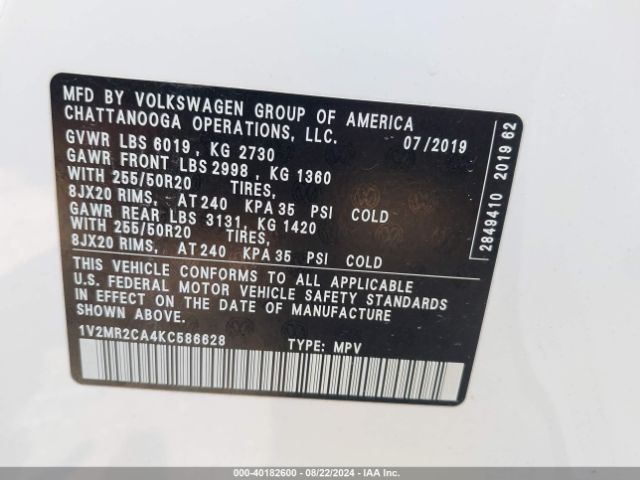 MFD BY VOLKSWAGEN GROUP OF AMERICA
CHATTANOOGA OPERATIONS, LLC.
07/2019
GVWR LBS 6019 , KG 2730
GAWR FRONT LBS 2998 , KG 1360
WITH 255/50R20 TIRES,
8JX20 RIMS, AT 240 KPA 35 PSI COLD
GAWR REAR LBS 3131, KG 1420
WITH 255/50R20 TIRES,
8JX20 RIMS, AT 240 KPA 35 PSI COLD
THIS VEHICLE CONFORMS TO ALL APPLICABLE
U.S. FEDERAL MOTOR VEHICLE SAFETY STANDARDS
IN EFFECT ON THE DATE OF MANUFACTURE
SHOWN ABOVE.
1V2MR2CA4KC586628 TYPE: MPV
2849410 2019 62
000-40182600 - 08/22/2024 - IAAI.COM